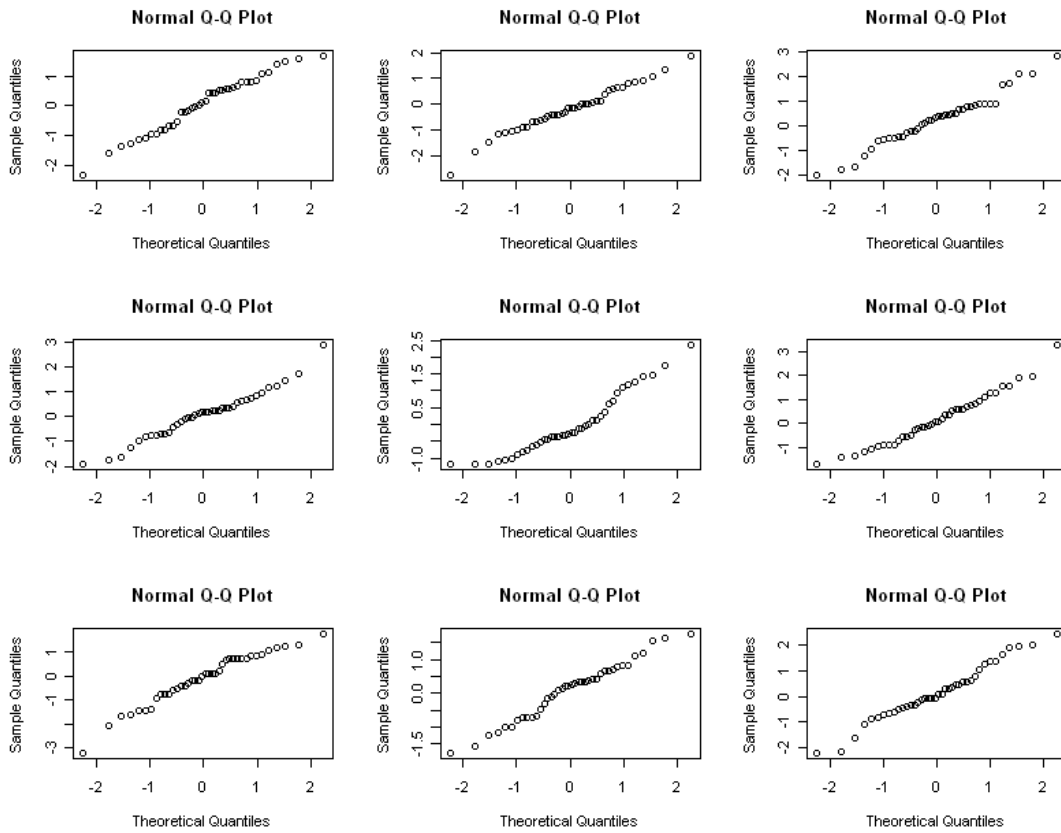 Normal Q-Q Plot Normal Q-Q Plot Normal Q-Q Plot
Sample Quantiles Sample Quantiles Sample Quantiles
1 0 -1 -2
2 1 0 -2
3 2 1 0 -1 -2
-2 -1 0 1 2 -2 -1 0 1 2 -2 -1 0 1 2
Theoretical Quantiles Theoretical Quantiles Theoretical Quantiles
Normal Q-Q Plot Normal Q-Q Plot Normal Q-Q Plot
Sample Quantiles Sample Quantiles Sample Quantiles
3 2 1 0 -1 -2
2.5 1.5 0.5 -1.0
3 2 1 0 -1
-2 -1 0 1 2 -2 -1 0 1 2 -2 -1 0 1 2
Theoretical Quantiles Theoretical Quantiles Theoretical Quantiles
Normal Q-Q Plot Normal Q-Q Plot Normal Q-Q Plot
Sample Quantiles Sample Quantiles Sample Quantiles
1 0 -1 -3
1.0 0.0 -1.5
2 1 0 -1 -2
-2 -1 0 1 2 -2 -1 0 1 2 -2 -1 0 1 2
Theoretical Quantiles Theoretical Quantiles Theoretical Quantiles